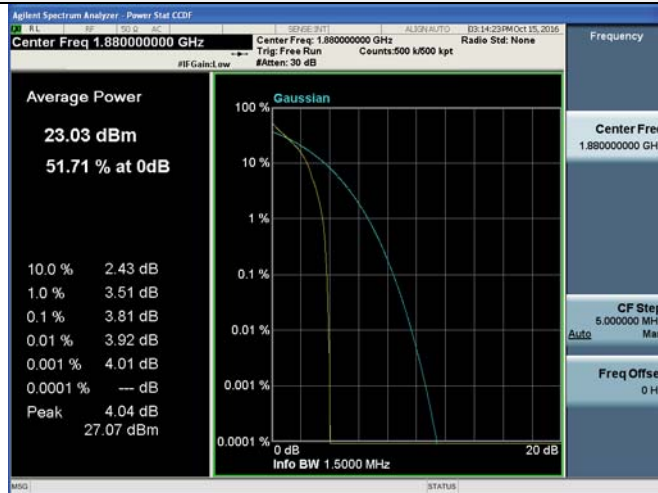 Agilent Spectrum Analyzer - Power Stat CCDF
RL RF 50 Ω AC SENSE:INT ALIGN AUTO 03:14:23 PM Oct 15, 2016
Center Freq 1.880000000 GHz
Center Freq: 1.880000000 GHz Radio Std: None
Trig: Free Run Counts:500 k/500 kpt
#IFGain:Low #Atten: 30 dB
Frequency
Average Power
23.03 dBm
51.71 % at 0dB
10.0 % 2.43 dB
1.0 % 3.51 dB
0.1 % 3.81 dB
0.01 % 3.92 dB
0.001 % 4.01 dB
0.0001 % --- dB
Peak 4.04 dB
27.07 dBm
Gaussian
100 %
10 %
1 %
0.1 %
0.01 %
0.001 %
0.0001 %
0 dB 20 dB
Info BW 1.5000 MHz
Center Fre
1.880000000 GH
CF Step
5.000000 MH
Auto Ma
Freq Offse
0 H
MSG STATUS